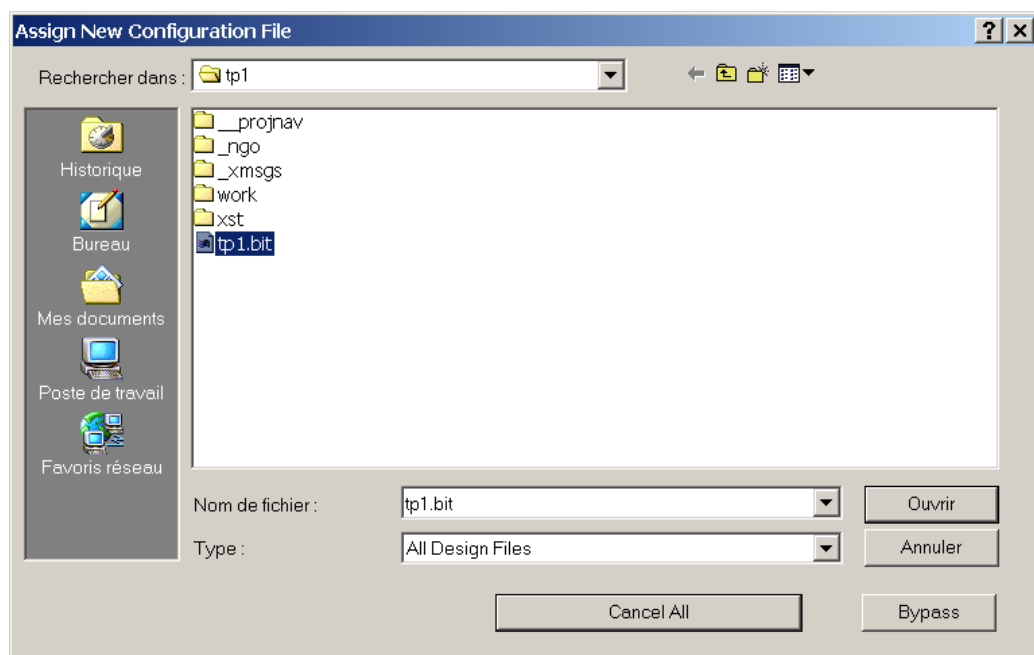 Assign New Configuration File
Rechercher dans :
tp1
Historique
Bureau
Mes documents
Poste de travail
Favoris réseau
__projnav
_ngo
_xmsgs
work
xst
tp1.bit
Nom de fichier :
tp1.bit
Ouvrir
Type :
All Design Files
Annuler
Cancel All
Bypass